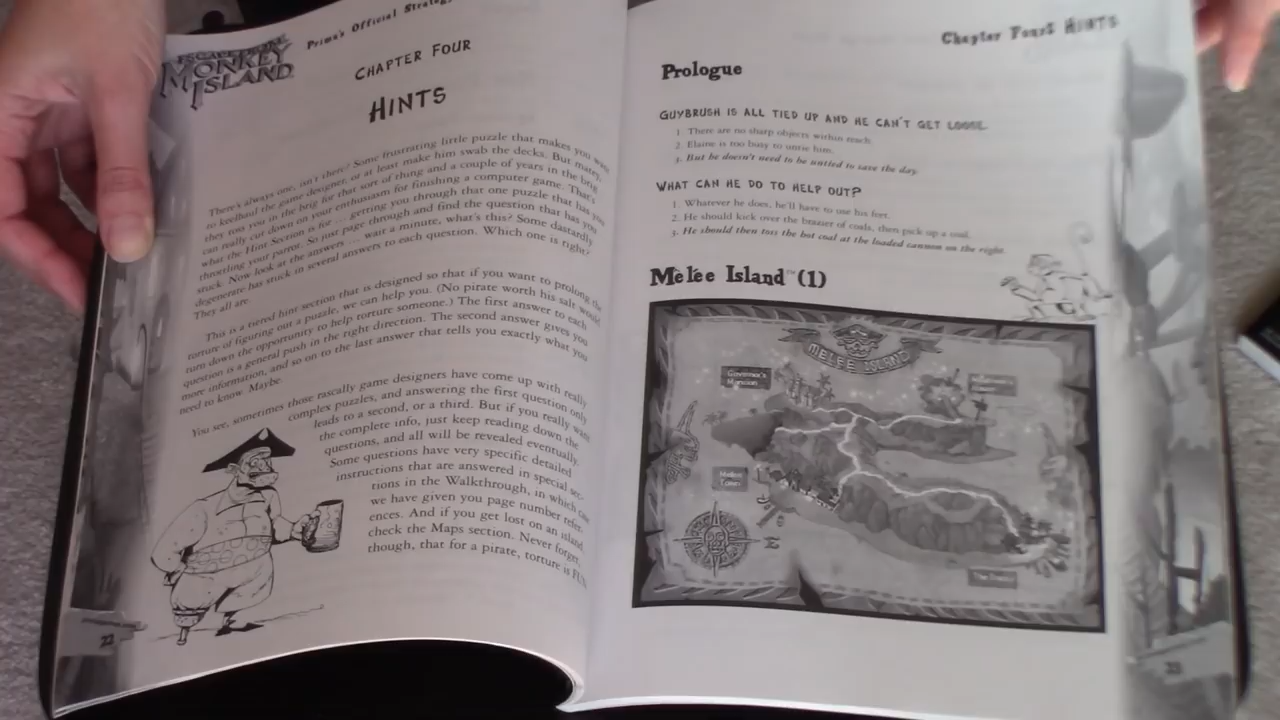 ESCAPE FROM
MONKEY
ISLAND
Prima's Official Strategy
CHAPTER FOUR
HINTS
There's always one, isn't there? Some frustrating little puzzle that makes you want
to keelhaul the game designer, or at least make him swab the decks. But matey,
they toss you in the brig for that sort of thing and a couple of years in the brig
can really cut down on your enthusiasm for finishing a computer game. That's
what the Hint Section is for ... getting you through that one puzzle that has you
throttling your parrot. So just page through and find the question that has you
stuck. Now look at the answers ... wait a minute, what's this? Some dastardly
degenerate has stuck in several answers to each question. Which one is right?
They all are.
This is a tiered hint section that is designed so that if you want to prolong the
torture of figuring out a puzzle, we can help you. (No pirate worth his salt would
turn down the opportunity to help torture someone.) The first answer to each
question is a general push in the right direction. The second answer gives you
more information, and so on to the last answer that tells you exactly what you
need to know. Maybe
You see, sometimes those rascally game designers have come up with really
complex puzzles, and answering the first question only
leads to a second, or a third. But if you really want
the complete info, just keep reading down the
questions, and all will be revealed eventually.
Some questions have very specific detailed
instructions that are answered in special sec-
tions in the Walkthrough, in which case
we have given you page number refer-
ences. And if you get lost on an island
check the Maps section. Never forget,
though, that for a pirate, torture is FUN
22
Chapter Four: HINTS
Prologue
GUYBRUSH IS ALL TIED UP AND HE CAN'T GET LOOSE.
1. There are no sharp objects within reach.
2. Elaine is too busy to untie him.
3. But he doesn't need to be untied to save the day.
WHAT CAN HE DO TO HELP OUT?
1. Whatever he does, he'll have to use his feet.
2. He should kick over the brazier of coals, then pick up a coal.
3. He should then toss the hot coal at the loaded cannon on the right.
Mêlée Island™ (1)
MELEE ISLAND
Governor's
Mansion
Melee
Town
23